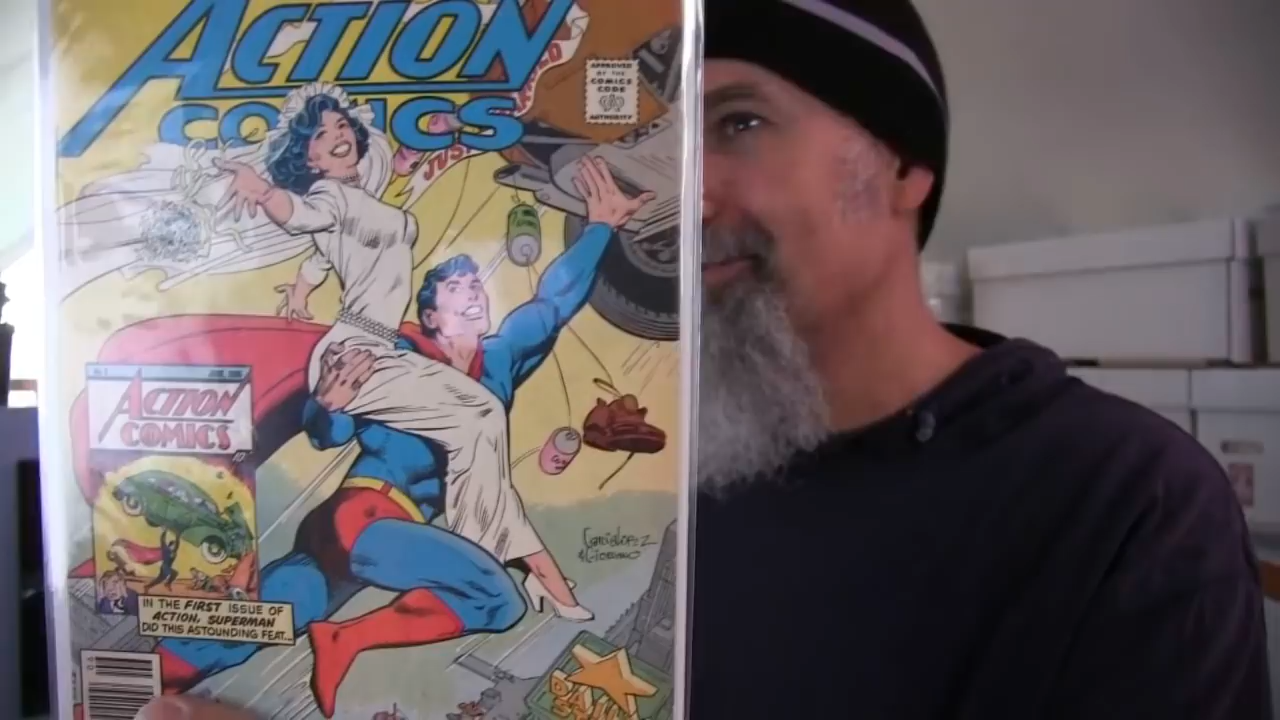 ACTION
COMICS
APPROVED
BY THE
COMICS
CODE
AUTHORITY
JUST
ACTION
COMICS
IN THE FIRST ISSUE OF
ACTION, SUPERMAN
DID THIS ASTOUNDING FEAT...